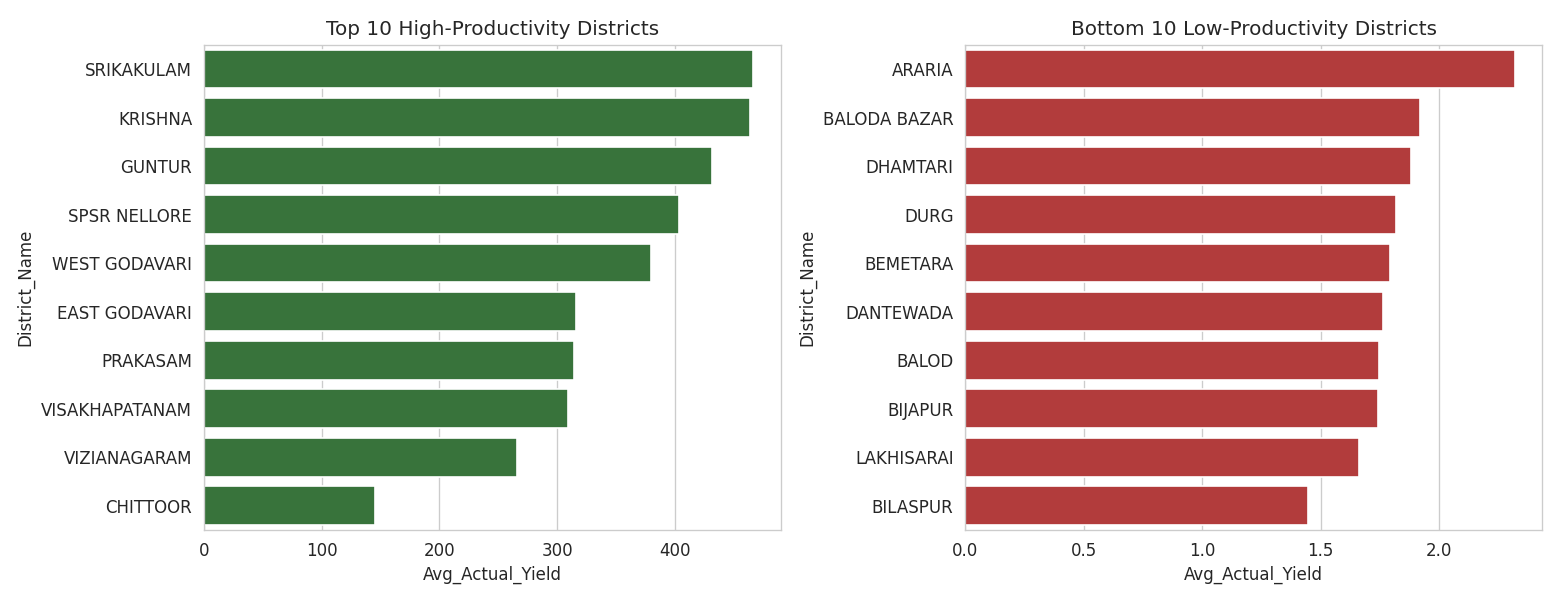 Top 10 High-Productivity Districts
District_Name
SRIKAKULAM
KRISHNA
GUNTUR
SPSR NELLORE
WEST GODAVARI
EAST GODAVARI
PRAKASAM
VISAKHAPATANAM
VIZIANAGARAM
CHITTOOR
0 100 200 300 400
Avg_Actual_Yield
Bottom 10 Low-Productivity Districts
District_Name
ARARIA
BALODA BAZAR
DHAMTARI
DURG
BEMETARA
DANTEWADA
BALOD
BIJAPUR
LAKHISARAI
BILASPUR
0.0 0.5 1.0 1.5 2.0
Avg_Actual_Yield